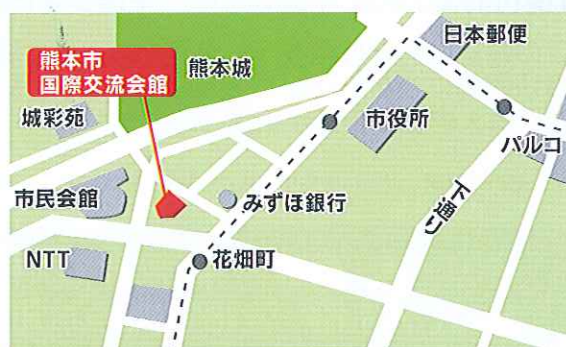 日本郵便
熊本市
国際交流会館
熊本城
城彩苑
市役所
パルコ
市民会館
みずほ銀行
下通り
NTT
花畑町